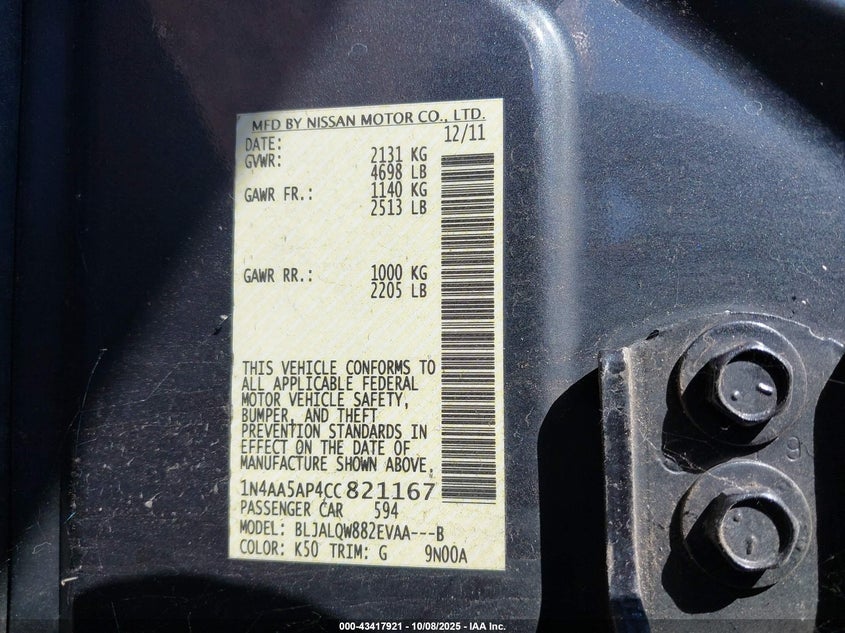 MFD BY NISSAN MOTOR CO., LTD.
DATE: 12/11
GVWR: 2131 KG
4698 LB
GAWR FR.: 1140 KG
2513 LB
GAWR RR.: 1000 KG
2205 LB
THIS VEHICLE CONFORMS TO
ALL APPLICABLE FEDERAL
MOTOR VEHICLE SAFETY,
BUMPER, AND THEFT
PREVENTION STANDARDS IN
EFFECT ON THE DATE OF
MANUFACTURE SHOWN ABOVE.
1N4AA5AP4CC821167
PASSENGER CAR 594
MODEL: BLJALQW882EVAA---B
COLOR: K50 TRIM: G 9N00A
9
000-43417921 - 10/08/2025 - IAA Inc.